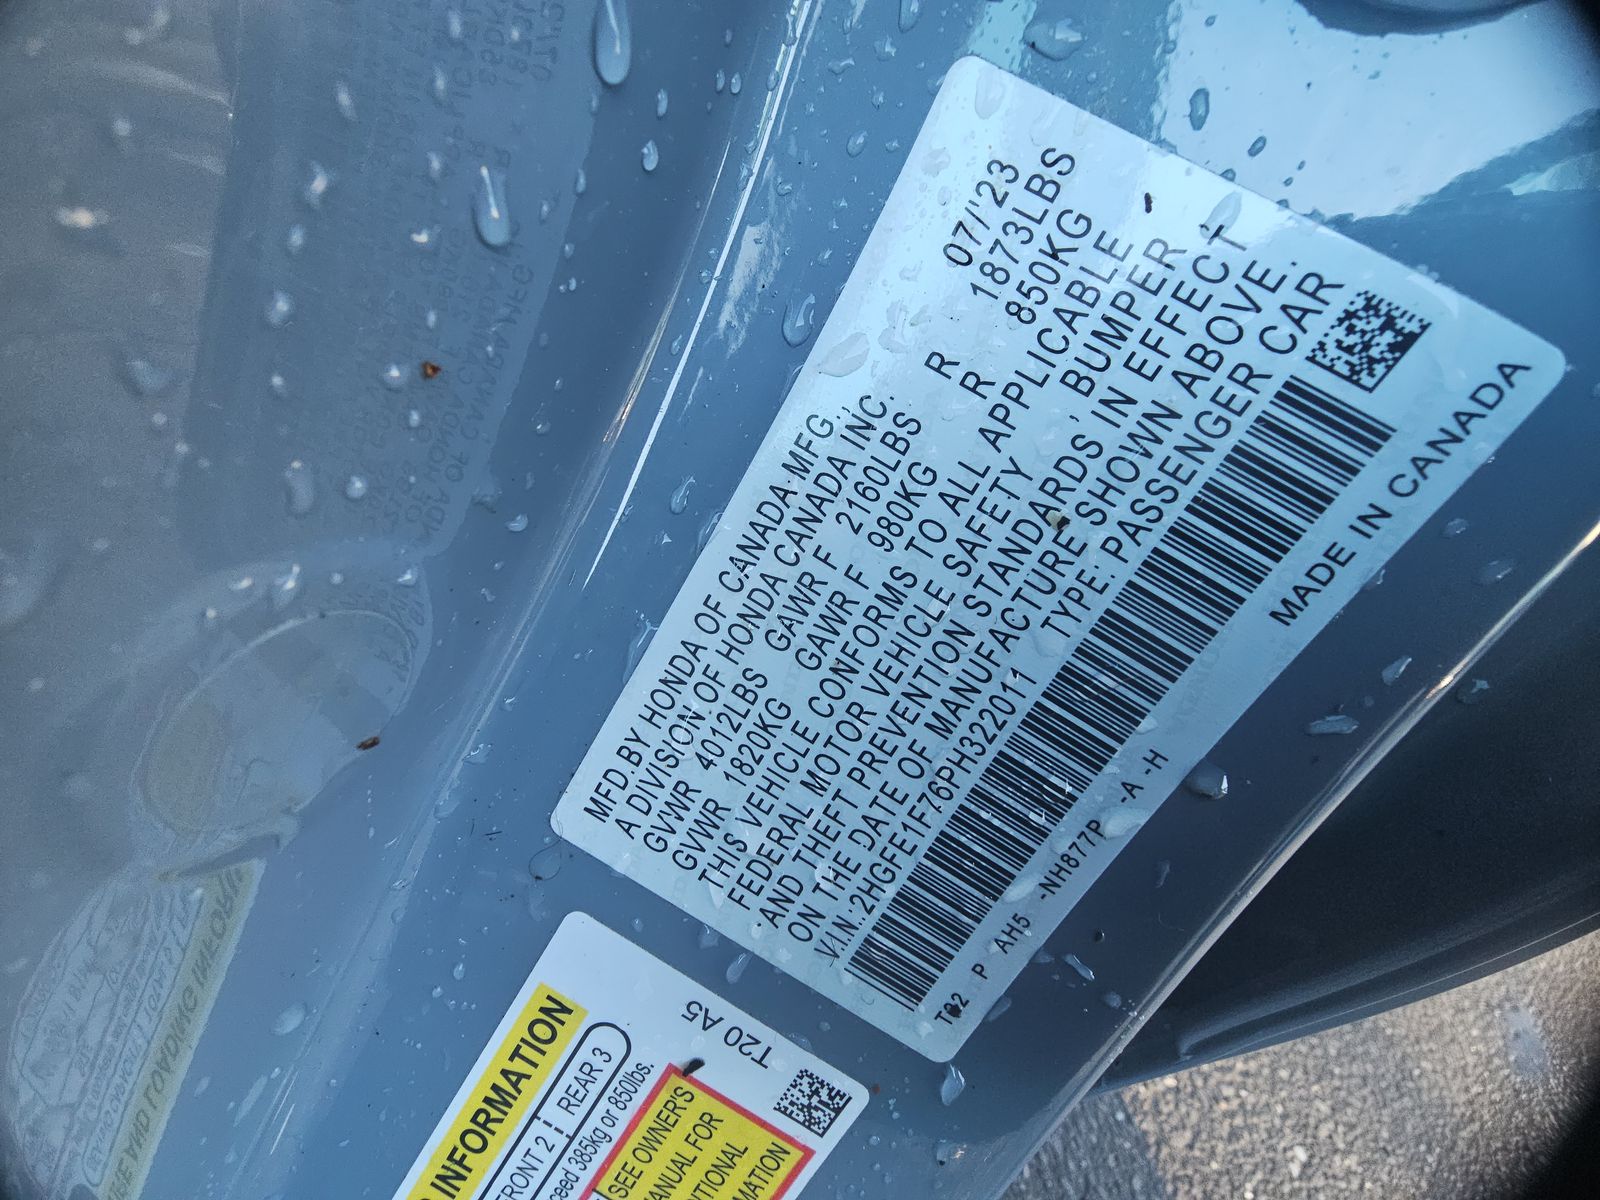 MFD.BY HONDA OF CANADA MFG., 07/'23
A DIVISION OF HONDA CANADA INC.
GVWR 4012LBS GAWR F 2160LBS R 1873LBS
GVWR 1820KG GAWR F 980KG R 850KG
THIS VEHICLE CONFORMS TO ALL APPLICABLE
FEDERAL MOTOR VEHICLE SAFETY , BUMPER ,
AND THEFT PREVENTION STANDARDS IN EFFECT
ON THE DATE OF MANUFACTURE SHOWN ABOVE.
V.I.N.:2HGFE1F76PH322011 TYPE: PASSENGER CAR
T02 P AH5 -NH877P -A -H MADE IN CANADA
INFORMATION
FRONT 2 REAR 3
385kg or 850lbs.
SEE OWNER'S
MANUAL FOR
T20 A5